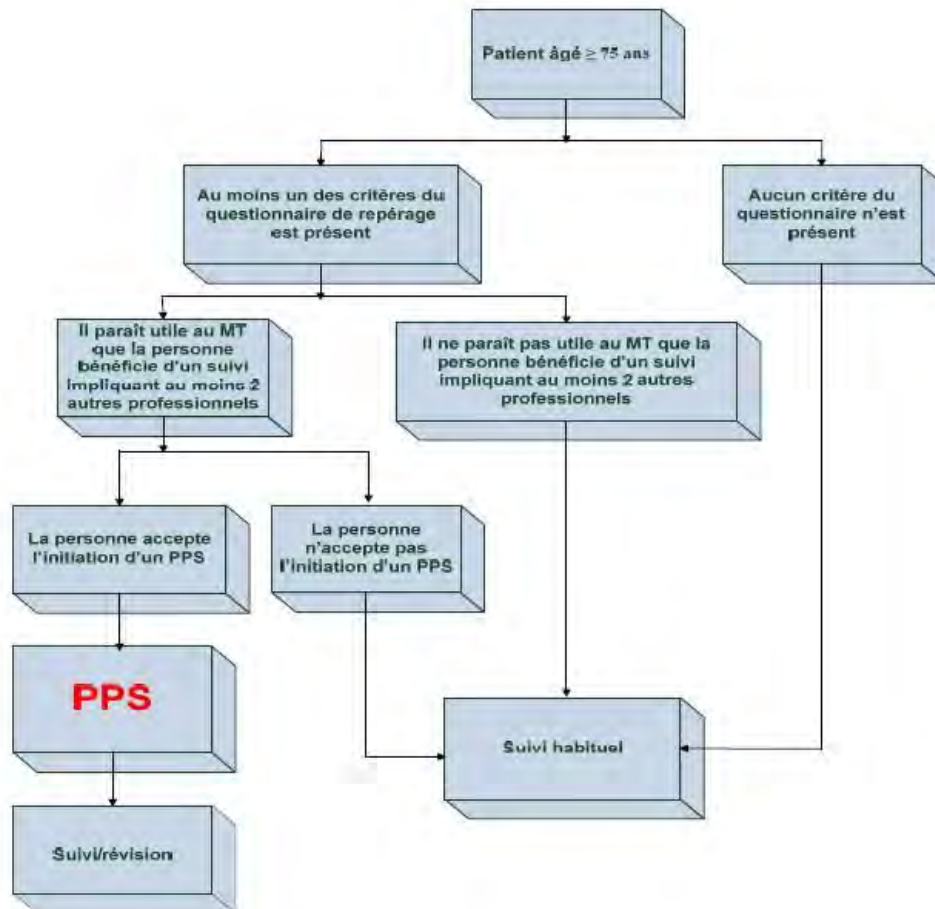 Patient âgé ≥ 75 ans
Au moins un des critères du
questionnaire de repérage
est présent
Aucun critère du
questionnaire n'est
présent
Il paraît utile au MT
que la personne
bénéficie d'un suivi
impliquant au moins 2
autres professionnels
Il ne paraît pas utile au MT que la
personne bénéficie d'un suivi
impliquant au moins 2 autres
professionnels
La personne accepte
l'initiation d'un PPS
La personne
n'accepte pas
l'initiation d'un PPS
PPS
Suivi habituel
Suivi/révision